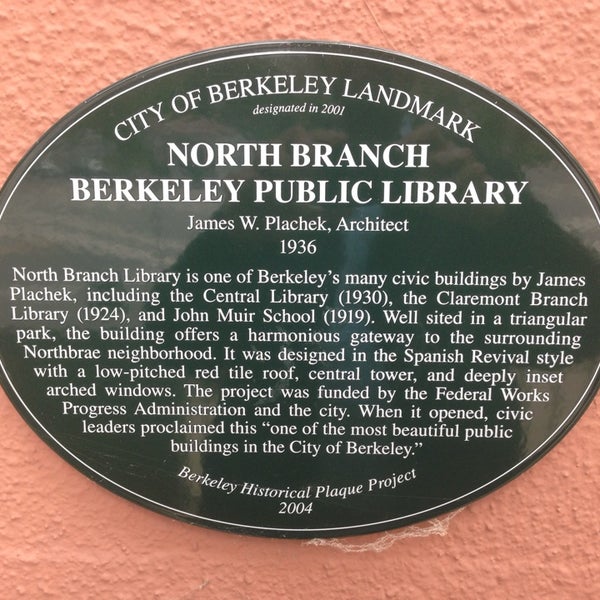 CITY OF BERKELEY LANDMARK
designated in 2001
NORTH BRANCH
BERKELEY PUBLIC LIBRARY
James W. Plachek, Architect
1936
North Branch Library is one of Berkeley's many civic buildings by James
Plachek, including the Central Library (1930), the Claremont Branch
Library (1924), and John Muir School (1919). Well sited in a triangular
park, the building offers a harmonious gateway to the surrounding
Northbrae neighborhood. It was designed in the Spanish Revival style
with a low-pitched red tile roof, central tower, and deeply inset
arched windows. The project was funded by the Federal Works
Progress Administration and the city. When it opened, civic
leaders proclaimed this “one of the most beautiful public
buildings in the City of Berkeley.”
Berkeley Historical Plaque Project
2004